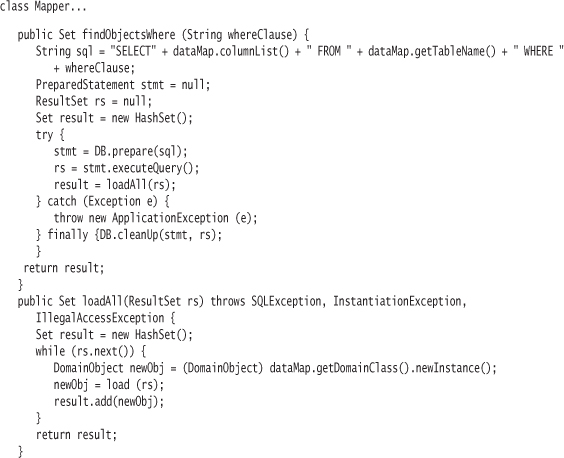 class Mapper...
public Set findObjectsWhere (String whereClause) {
String sql = "SELECT" + dataMap.columnList() + " FROM " + dataMap.getTableName() + " WHERE "
+ whereClause;
PreparedStatement stmt = null;
ResultSet rs = null;
Set result = new HashSet();
try {
stmt = DB.prepare(sql);
rs = stmt.executeQuery();
result = loadAll(rs);
} catch (Exception e) {
throw new ApplicationException (e);
} finally {DB.cleanUp(stmt, rs);
}
return result;
}
public Set loadAll(ResultSet rs) throws SQLException, InstantiationException,
IllegalAccessException {
Set result = new HashSet();
while (rs.next()) {
DomainObject newObj = (DomainObject) dataMap.getDomainClass().newInstance();
newObj = load (rs);
result.add(newObj);
}
return result;
}